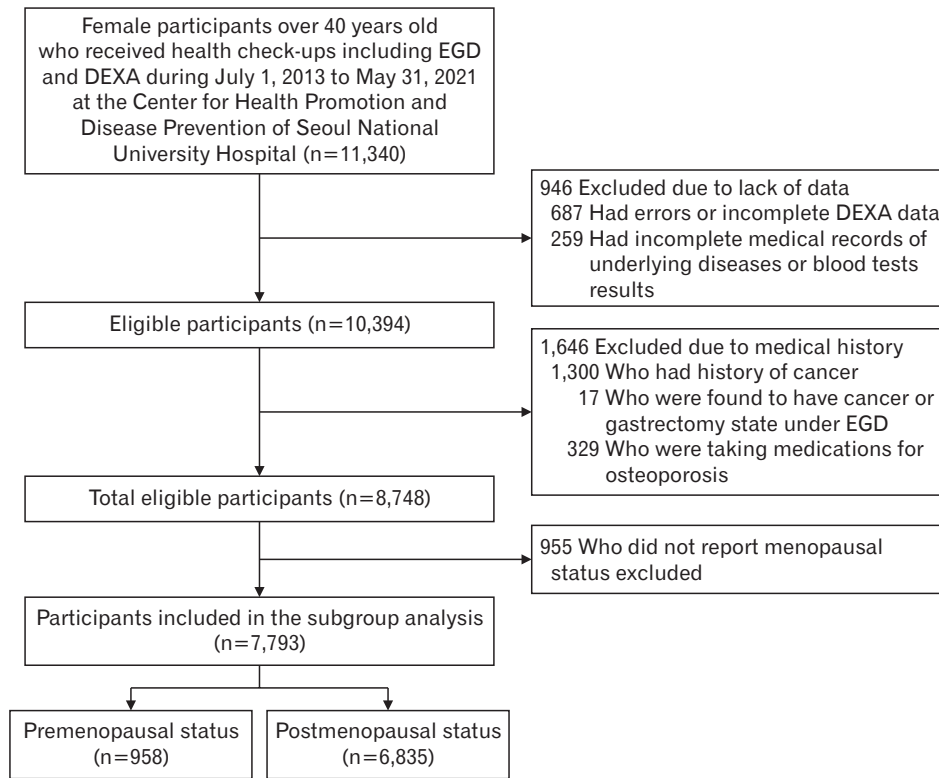 Female participants over 40 years old
who received health check-ups including EGD
and DEXA during July 1, 2013 to May 31, 2021
at the Center for Health Promotion and
Disease Prevention of Seoul National
University Hospital (n=11,340)
946 Excluded due to lack of data
687 Had errors or incomplete DEXA data
259 Had incomplete medical records of
underlying diseases or blood tests
results
Eligible participants (n=10,394)
1,646 Excluded due to medical history
1,300 Who had history of cancer
17 Who were found to have cancer or
gastrectomy state under EGD
329 Who were taking medications for
osteoporosis
Total eligible participants (n=8,748)
955 Who did not report menopausal
status excluded
Participants included in the subgroup analysis
(n=7,793)
Premenopausal status
(n=958)
Postmenopausal status
(n=6,835)